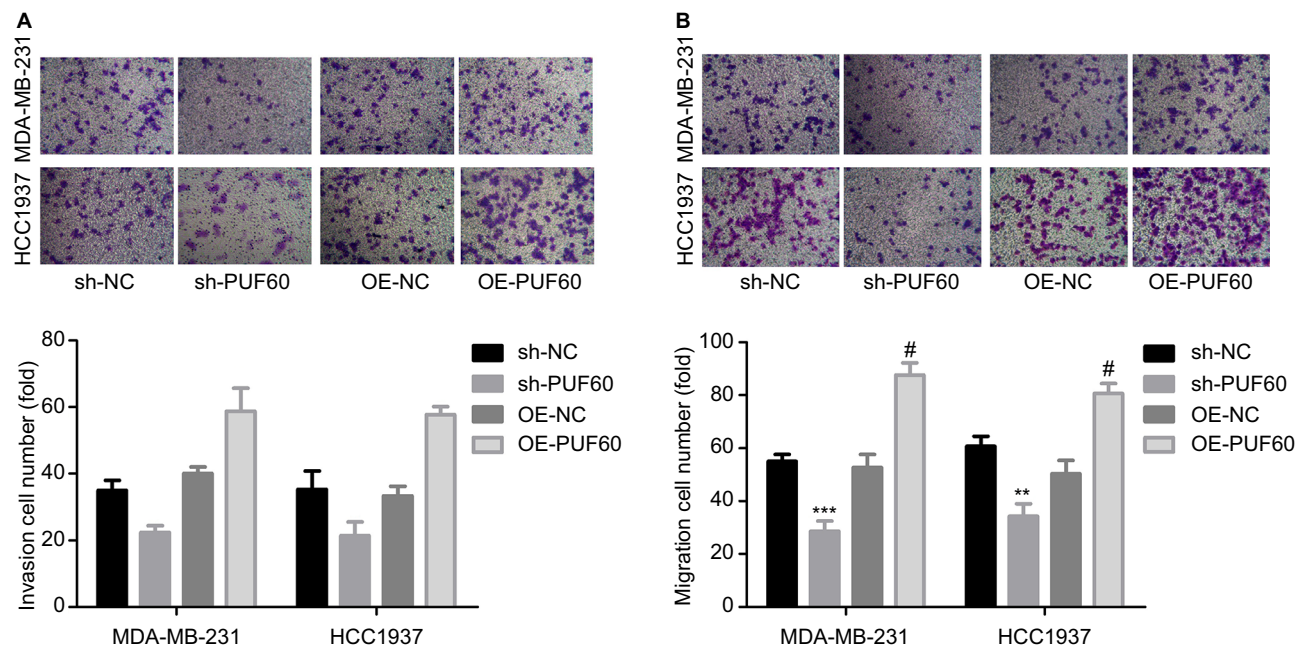 A
MDA-MB-231
HCC1937
sh-NC sh-PUF60 OE-NC OE-PUF60
Invasion cell number (fold)
80
60
40
20
0
MDA-MB-231 HCC1937
sh-NC
sh-PUF60
OE-NC
OE-PUF60
B
MDA-MB-231
HCC1937
sh-NC sh-PUF60 OE-NC OE-PUF60
Migration cell number (fold)
100
80
60
40
20
0
*** # ** #
MDA-MB-231 HCC1937
sh-NC
sh-PUF60
OE-NC
OE-PUF60